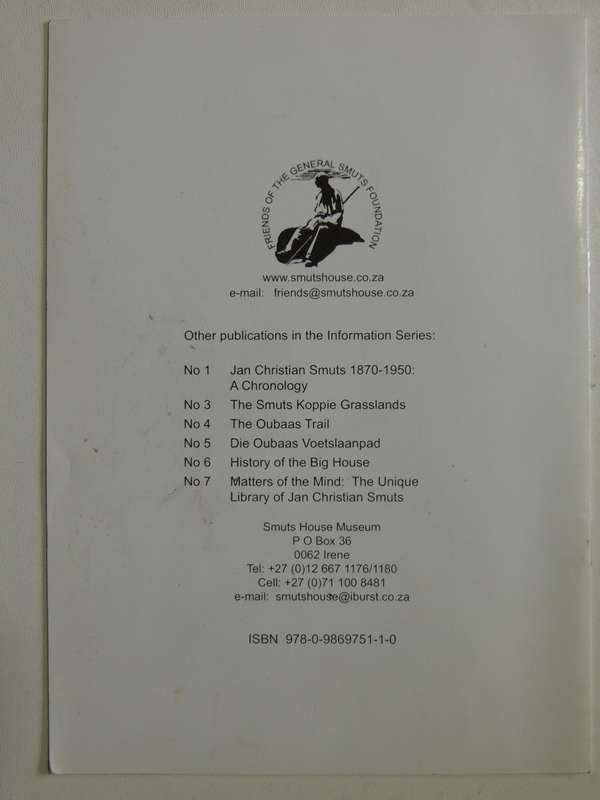 FRIENDS OF THE GENERAL SMUTS FOUNDATION
www.smutshouse.co.za
e-mail: friends@smutshouse.co.za
Other publications in the Information Series:
No 1 Jan Christian Smuts 1870-1950:
A Chronology
No 3 The Smuts Koppie Grasslands
No 4 The Oubaas Trail
No 5 Die Oubaas Voetslaanpad
No 6 History of the Big House
No 7 Matters of the Mind: The Unique
Library of Jan Christian Smuts
Smuts House Museum
P O Box 36
0062 Irene
Tel: +27 (0)12 667 1176/1180
Cell: +27 (0)71 100 8481
e-mail: smutshouse@iburst.co.za
ISBN 978-0-9869751-1-0